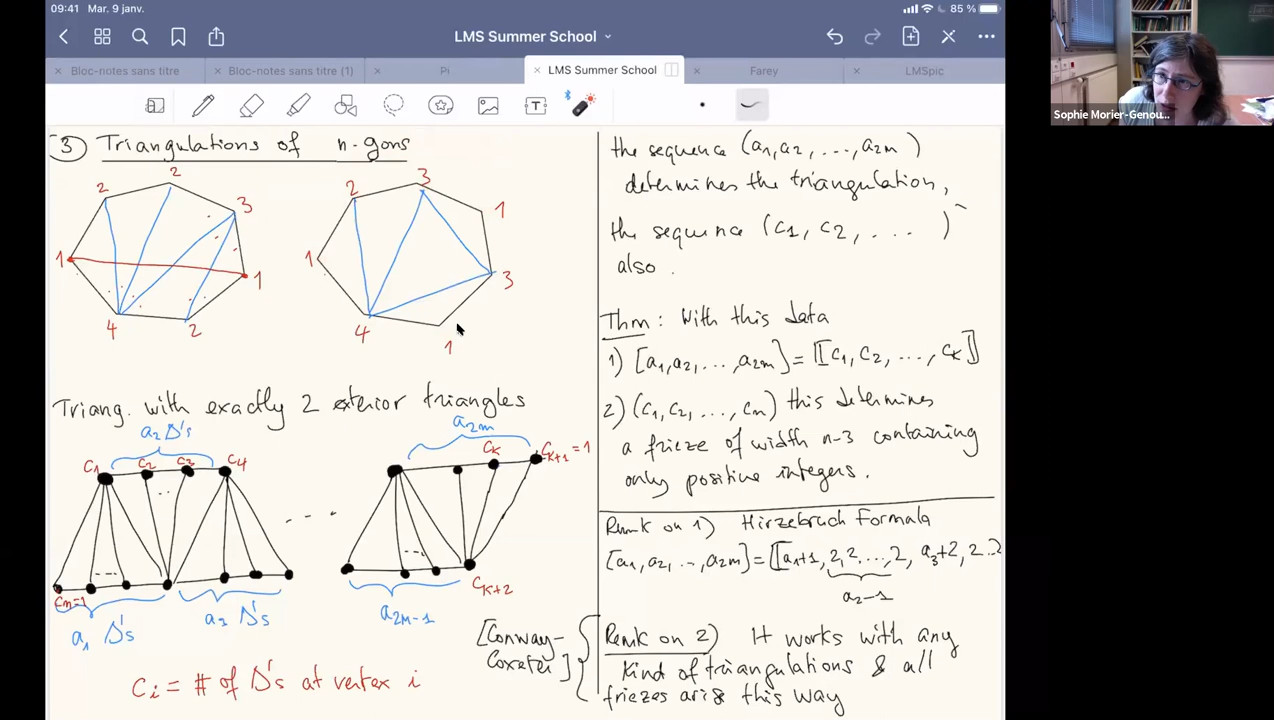 09:41 Mar. 9 janv.
85 %
LMS Summer School
Bloc-notes sans titre
Bloc-notes sans titre (1)
Pi
LMS Summer School
Farey
LMSpic
T
Sophie Morier-Genou...
3 Triangulations of n-gons
2
2
3
1
1
4
2
2
3
1
1
3
4
1
Triang. with exactly 2 exterior triangles
a2 Δ's
a2m
c1 c2 c3 c4
ck
ck+1 = 1
...
cn=1
ck+2
a1 Δ's
a3 Δ's
a2m-1
ci = # of Δ's at vertex i
the sequence (a1, a2, ..., a2m)
determines the triangulation,
the sequence (c1, c2, ... )
also.
Thm: With this data
1) [a1, a2, ..., a2m] = [[c1, c2, ..., ck]]
2) (c1, c2, ..., cn) this determines
a frieze of width n-3 containing
only positive integers.
Remk on 1) Hirzebruch Formula
[a1, a2, ..., a2m] = [[a1+1, 2, 2, ..., 2, a3+2, 2...
a2-1
[Conway-
Coxeter]
Remk on 2) It works with any
kind of triangulations & all
friezes arise this way